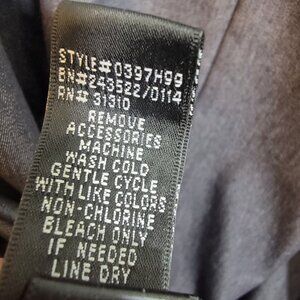 STYLE# 0397H99
BN# 243522/0114
RN# 31310
REMOVE
ACCESSORIES
MACHINE
WASH COLD
GENTLE CYCLE
WITH LIKE COLORS
NON-CHLORINE
BLEACH ONLY
IF NEEDED
LINE DRY